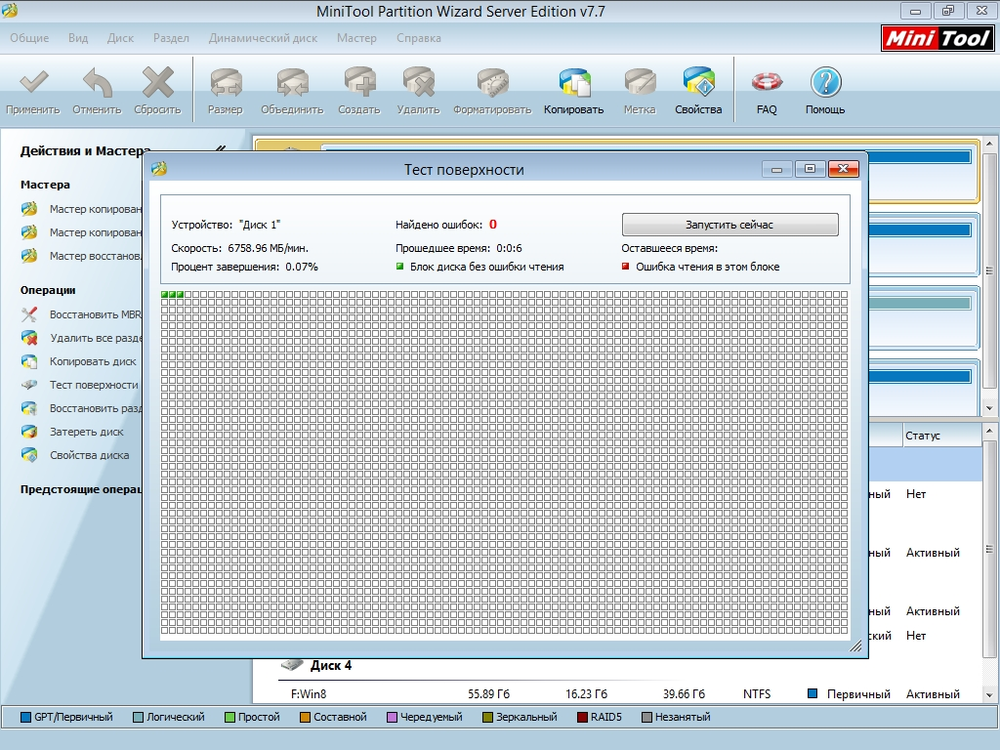 MiniTool Partition Wizard Server Edition v7.7
Общие Вид Диск Раздел Динамический диск Мастер Справка
Mini Tool
Применить Отменить Сбросить Размер Объединить Создать Удалить Форматировать Копировать Метка Свойства FAQ Помощь
Действия и Мастера
Мастера
Мастер копирован
Мастер копирован
Мастер восстанов
Операции
Восстановить MBR
Удалить все разде
Копировать диск
Тест поверхности
Восстановить разд
Затереть диск
Свойства диска
Предстоящие операц
Тест поверхности
Устройство: "Диск 1" Найдено ошибок: 0 Запустить сейчас
Скорость: 6758.96 МБ/мин. Прошедшее время: 0:0:6 Оставшееся время:
Процент завершения: 0.07% Блок диска без ошибки чтения Ошибка чтения в этом блоке
Статус
ный Нет
ный Активный
ный Активный
ский Нет
Диск 4
F:Win8 55.89 Гб 16.23 Гб 39.66 Гб NTFS Первичный Активный
GPT/Первичный Логический Простой Составной Чередуемый Зеркальный RAID5 Незанятый